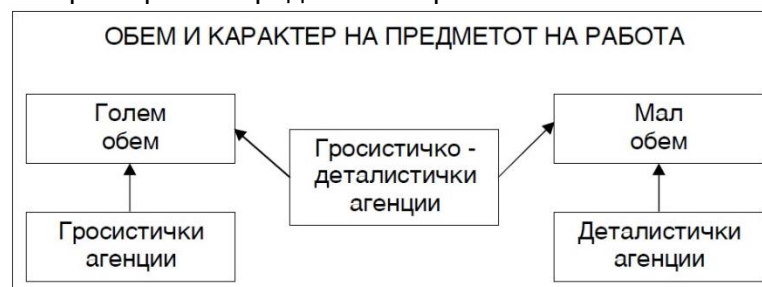 ОБЕМ И КАРАКТЕР НА ПРЕДМЕТОТ НА РАБОТА
Голем
обем
Гросистичко -
деталистички
агенции
Мал
обем
Гросистички
агенции
Деталистички
агенции